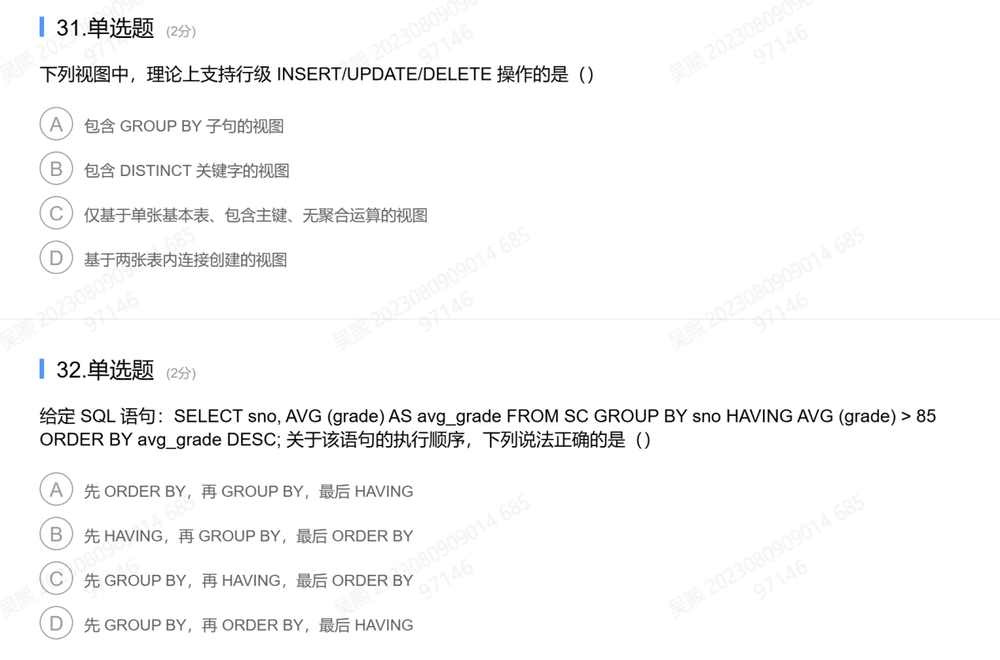 31.单选题 (2分)
下列视图中，理论上支持行级 INSERT/UPDATE/DELETE 操作的是（）
A 包含 GROUP BY 子句的视图
B 包含 DISTINCT 关键字的视图
C 仅基于单张基本表、包含主键、无聚合运算的视图
D 基于两张表内连接创建的视图
32.单选题 (2分)
给定 SQL 语句：SELECT sno, AVG (grade) AS avg_grade FROM SC GROUP BY sno HAVING AVG (grade) > 85
ORDER BY avg_grade DESC; 关于该语句的执行顺序，下列说法正确的是（）
A 先 ORDER BY，再 GROUP BY，最后 HAVING
B 先 HAVING，再 GROUP BY，最后 ORDER BY
C 先 GROUP BY，再 HAVING，最后 ORDER BY
D 先 GROUP BY，再 ORDER BY，最后 HAVING
吴熙 2023080909014 685
97146